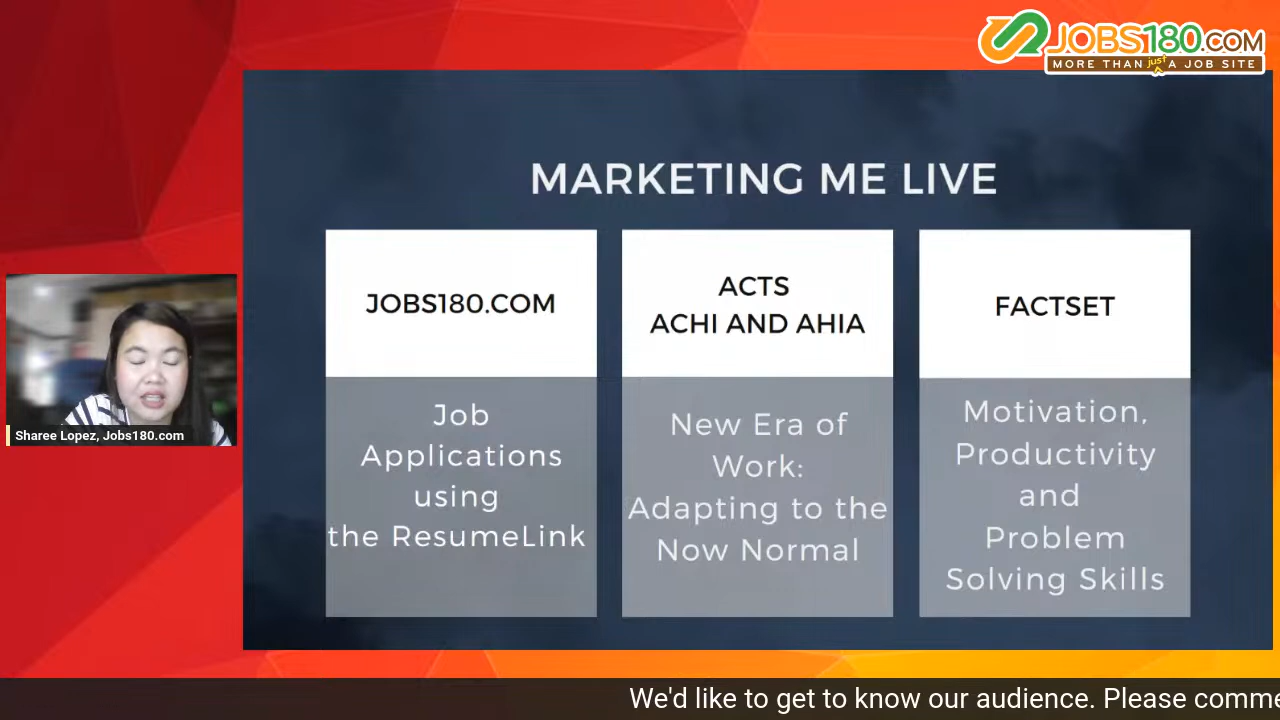 JOBS180.COM
MORE THAN just A JOB SITE
MARKETING ME LIVE
JOBS180.COM
Job
Applications
using
the ResumeLink
ACTS
ACHI AND AHIA
New Era of
Work:
Adapting to the
Now Normal
FACTSET
Motivation,
Productivity
and
Problem
Solving Skills
Sharee Lopez, Jobs180.com
We'd like to get to know our audience. Please comme